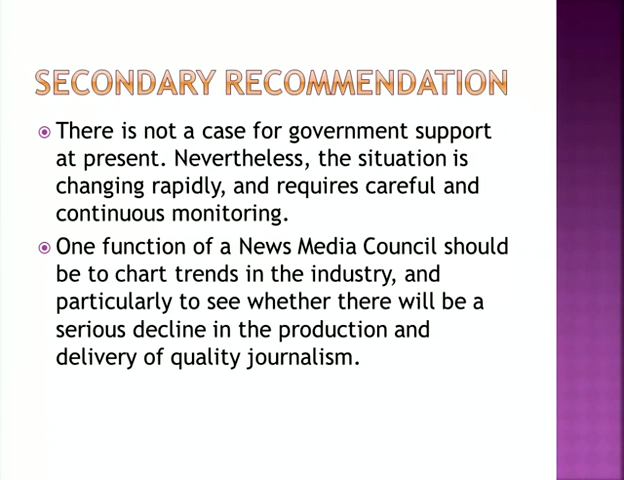 SECONDARY RECOMMENDATION
There is not a case for government support
at present. Nevertheless, the situation is
changing rapidly, and requires careful and
continuous monitoring.
One function of a News Media Council should
be to chart trends in the industry, and
particularly to see whether there will be a
serious decline in the production and
delivery of quality journalism.